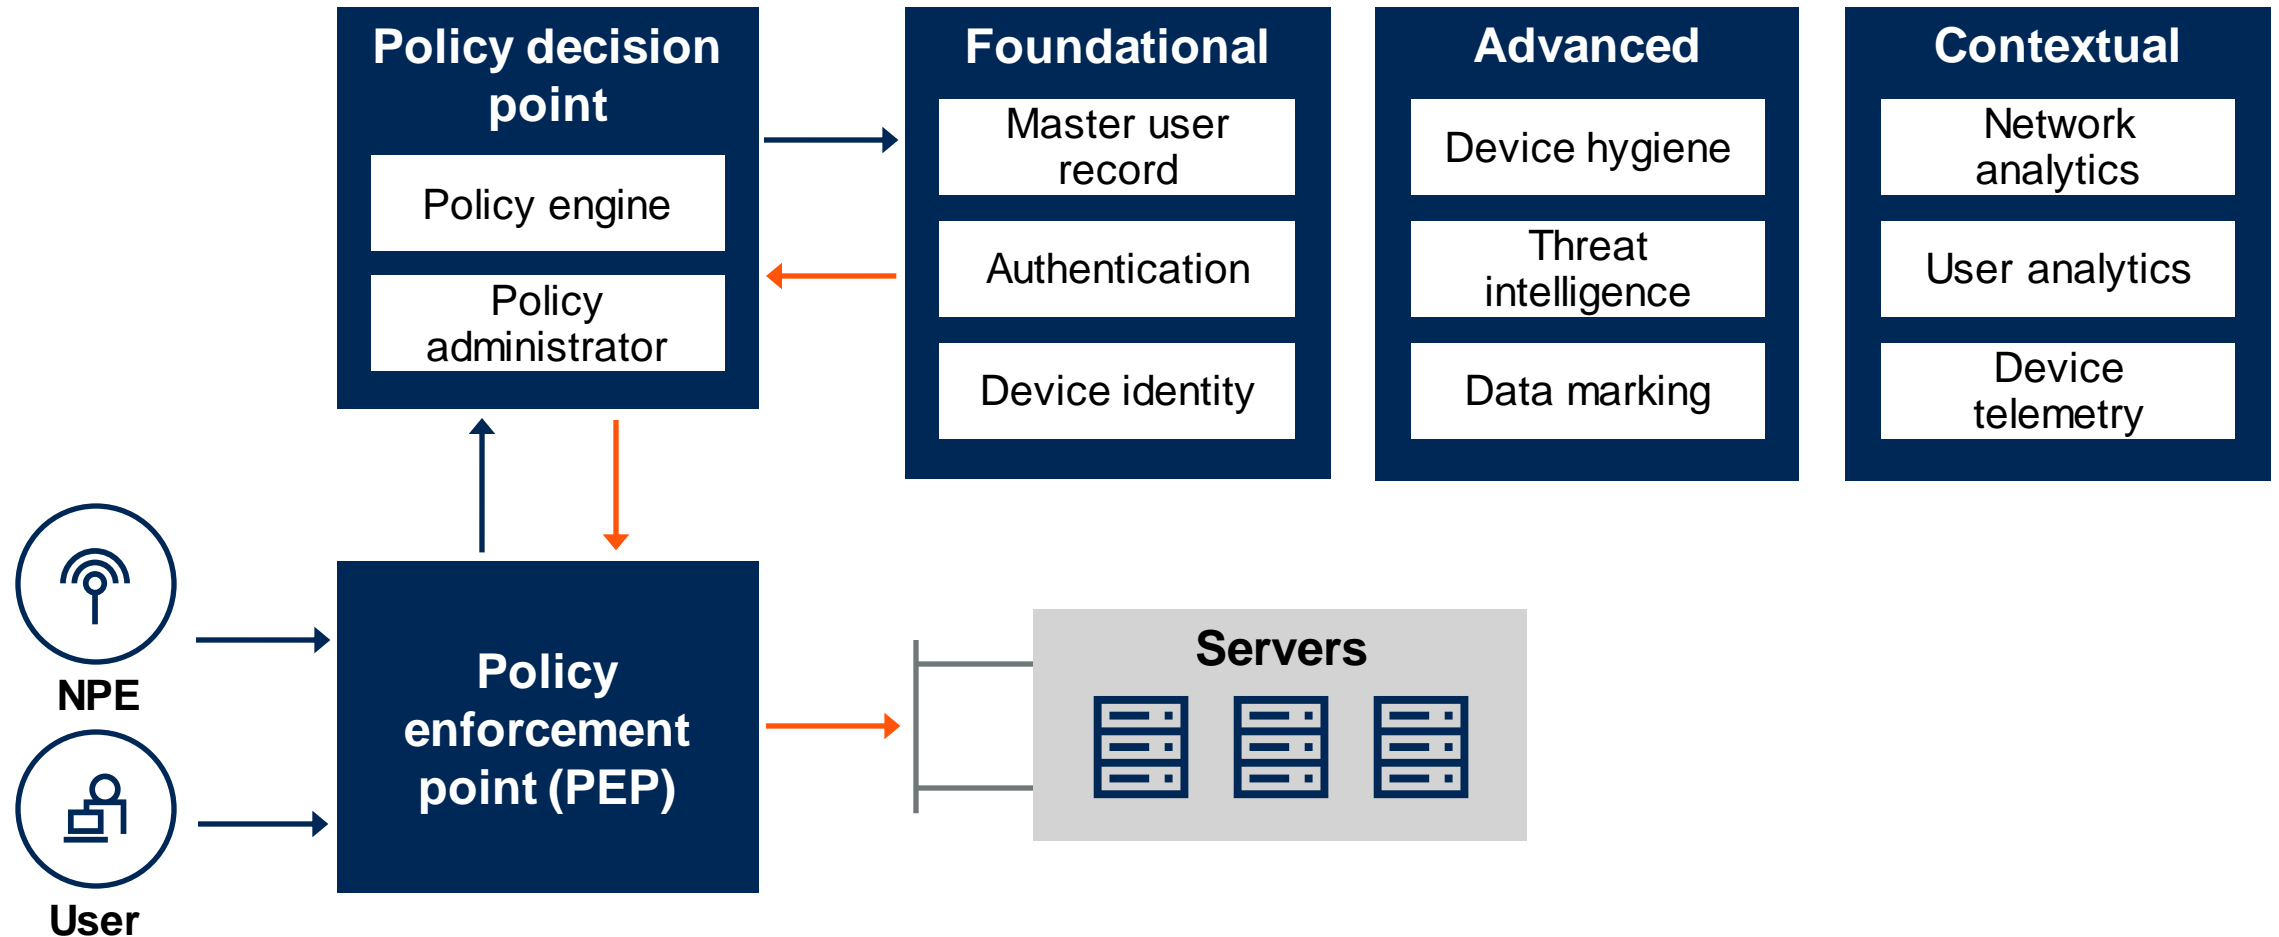 Policy decision
point
Policy engine
Policy
administrator
Foundational
Master user
record
Authentication
Device identity
Advanced
Device hygiene
Threat
intelligence
Data marking
Contextual
Network
analytics
User analytics
Device
telemetry
NPE
User
Policy
enforcement
point (PEP)
Servers